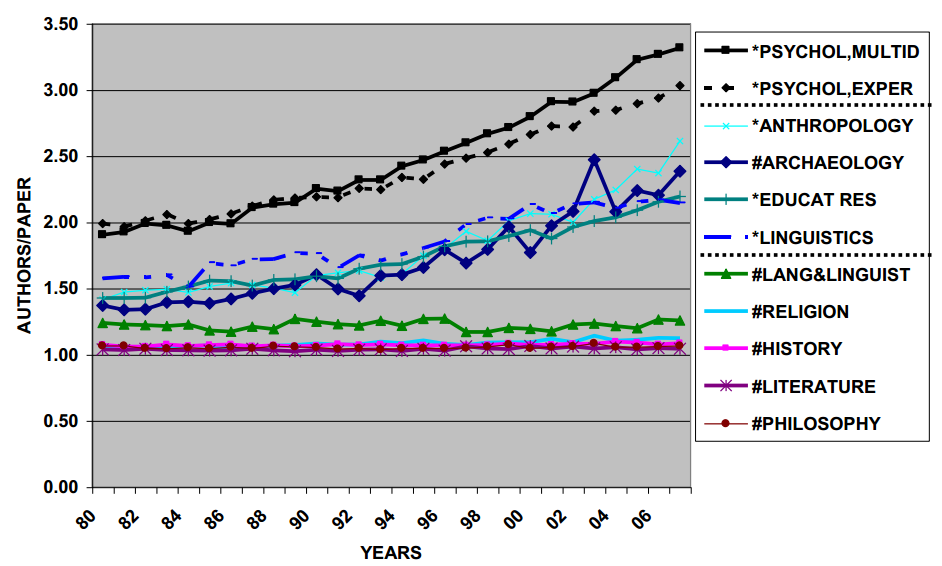 3.50
3.00
2.50
2.00
1.50
1.00
0.50
0.00
AUTHORS/PAPER
80 82 84 86 88 90 92 94 96 98 00 02 04 06
YEARS
*PSYCHOL,MULTID
*PSYCHOL,EXPER
*ANTHROPOLOGY
#ARCHAEOLOGY
*EDUCAT RES
*LINGUISTICS
#LANG&LINGUIST
#RELIGION
#HISTORY
#LITERATURE
#PHILOSOPHY